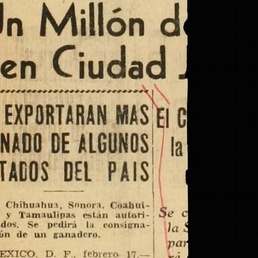 Un Millón de
en Ciudad
EXPORTARAN MAS
NADO DE ALGUNOS
TADOS DEL PAIS
Chihuahua, Sonora, Coahui-
y Tamaulipas están autori-
dos. Se pedirá la consigna-
ón de un ganadero.
EXICO, D. F., febrero 17.—
El C
la
Se c
la S
par